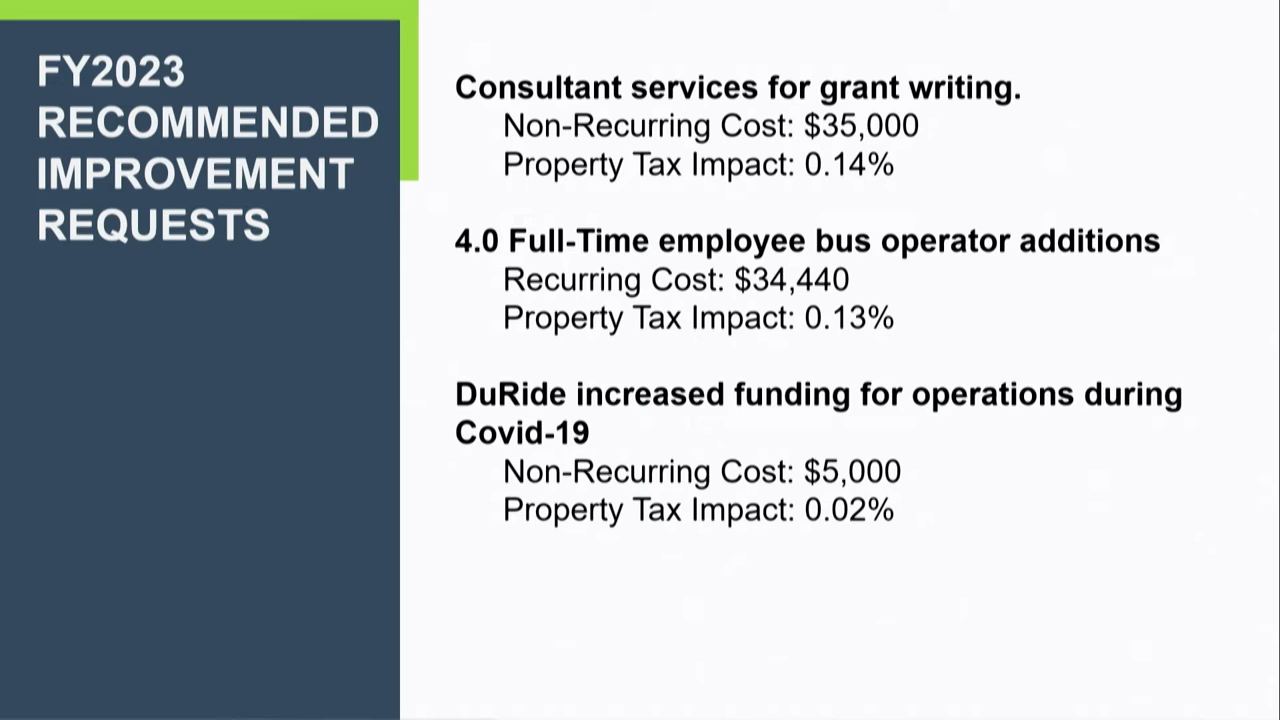 FY2023
RECOMMENDED
IMPROVEMENT
REQUESTS
Consultant services for grant writing.
Non-Recurring Cost: $35,000
Property Tax Impact: 0.14%
4.0 Full-Time employee bus operator additions
Recurring Cost: $34,440
Property Tax Impact: 0.13%
DuRide increased funding for operations during
Covid-19
Non-Recurring Cost: $5,000
Property Tax Impact: 0.02%